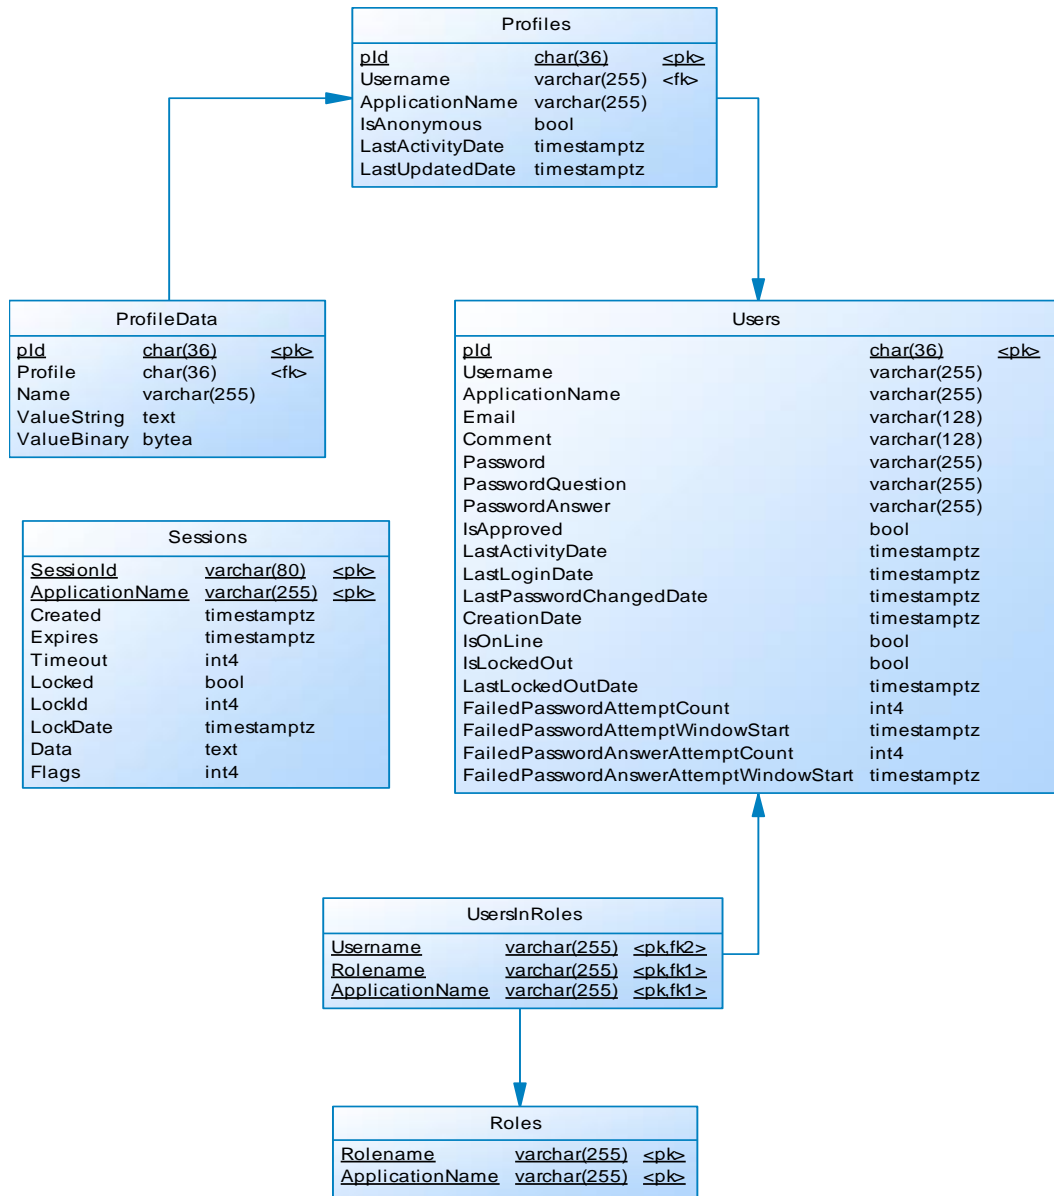 Profiles
pId char(36) <pk>
Username varchar(255) <fk>
ApplicationName varchar(255)
IsAnonymous bool
LastActivityDate timestamptz
LastUpdatedDate timestamptz
ProfileData
pId char(36) <pk>
Profile char(36) <fk>
Name varchar(255)
ValueString text
ValueBinary bytea
Users
pId char(36) <pk>
Username varchar(255)
ApplicationName varchar(255)
Email varchar(128)
Comment varchar(128)
Password varchar(255)
PasswordQuestion varchar(255)
PasswordAnswer varchar(255)
IsApproved bool
LastActivityDate timestamptz
LastLoginDate timestamptz
LastPasswordChangedDate timestamptz
CreationDate timestamptz
IsOnLine bool
IsLockedOut bool
LastLockedOutDate timestamptz
FailedPasswordAttemptCount int4
FailedPasswordAttemptWindowStart timestamptz
FailedPasswordAnswerAttemptCount int4
FailedPasswordAnswerAttemptWindowStart timestamptz
Sessions
SessionId varchar(80) <pk>
ApplicationName varchar(255) <pk>
Created timestamptz
Expires timestamptz
Timeout int4
Locked bool
LockId int4
LockDate timestamptz
Data text
Flags int4
UsersInRoles
Username varchar(255) <pk,fk2>
Rolename varchar(255) <pk,fk1>
ApplicationName varchar(255) <pk,fk1>
Roles
Rolename varchar(255) <pk>
ApplicationName varchar(255) <pk>